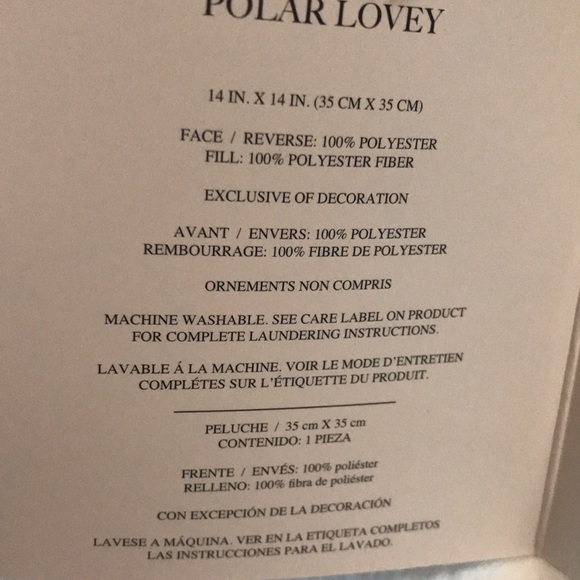 POLAR LOVEY
14 IN. X 14 IN. (35 CM X 35 CM)
FACE / REVERSE: 100% POLYESTER
FILL: 100% POLYESTER FIBER
EXCLUSIVE OF DECORATION
AVANT / ENVERS: 100% POLYESTER
REMBOURRAGE: 100% FIBRE DE POLYESTER
ORNEMENTS NON COMPRIS
MACHINE WASHABLE. SEE CARE LABEL ON PRODUCT
FOR COMPLETE LAUNDERING INSTRUCTIONS.
LAVABLE Á LA MACHINE. VOIR LE MODE D'ENTRETIEN
COMPLÉTES SUR L'ÉTIQUETTE DU PRODUIT.
PELUCHE / 35 cm X 35 cm
CONTENIDO: 1 PIEZA
FRENTE / ENVÉS: 100% poliéster
RELLENO: 100% fibra de poliéster
CON EXCEPCIÓN DE LA DECORACIÓN
LAVESE A MÁQUINA. VER EN LA ETIQUETA COMPLETOS
LAS INSTRUCCIONES PARA EL LAVADO.